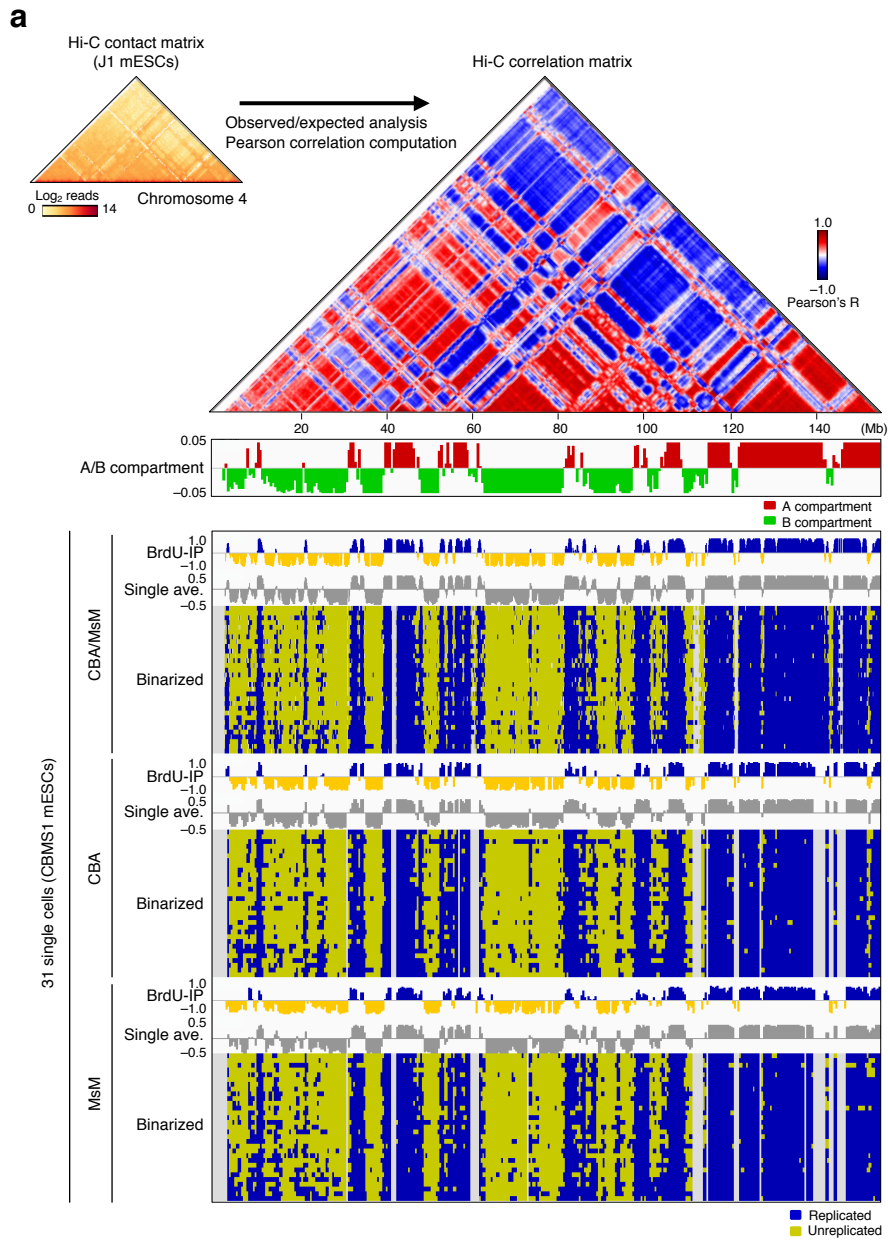 a
Hi-C contact matrix
(J1 mESCs)
Hi-C correlation matrix
Observed/expected analysis
Pearson correlation computation
Log2 reads
0 14
Chromosome 4
1.0
−1.0
Pearson's R
20 40 60 80 100 120 140 (Mb)
0.05
A/B compartment
−0.05
A compartment
B compartment
31 single cells (CBMS1 mESCs)
CBA/MsM
1.0
BrdU-IP
−1.0
0.5
Single ave.
−0.5
Binarized
CBA
1.0
BrdU-IP
−1.0
0.5
Single ave.
−0.5
Binarized
MsM
1.0
BrdU-IP
−1.0
0.5
Single ave.
−0.5
Binarized
Replicated
Unreplicated